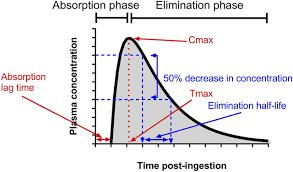 Absorption phase
Elimination phase
Cmax
Absorption
lag time
Plasma concentration
50% decrease in concentration
Tmax
Elimination half-life
Time post-ingestion